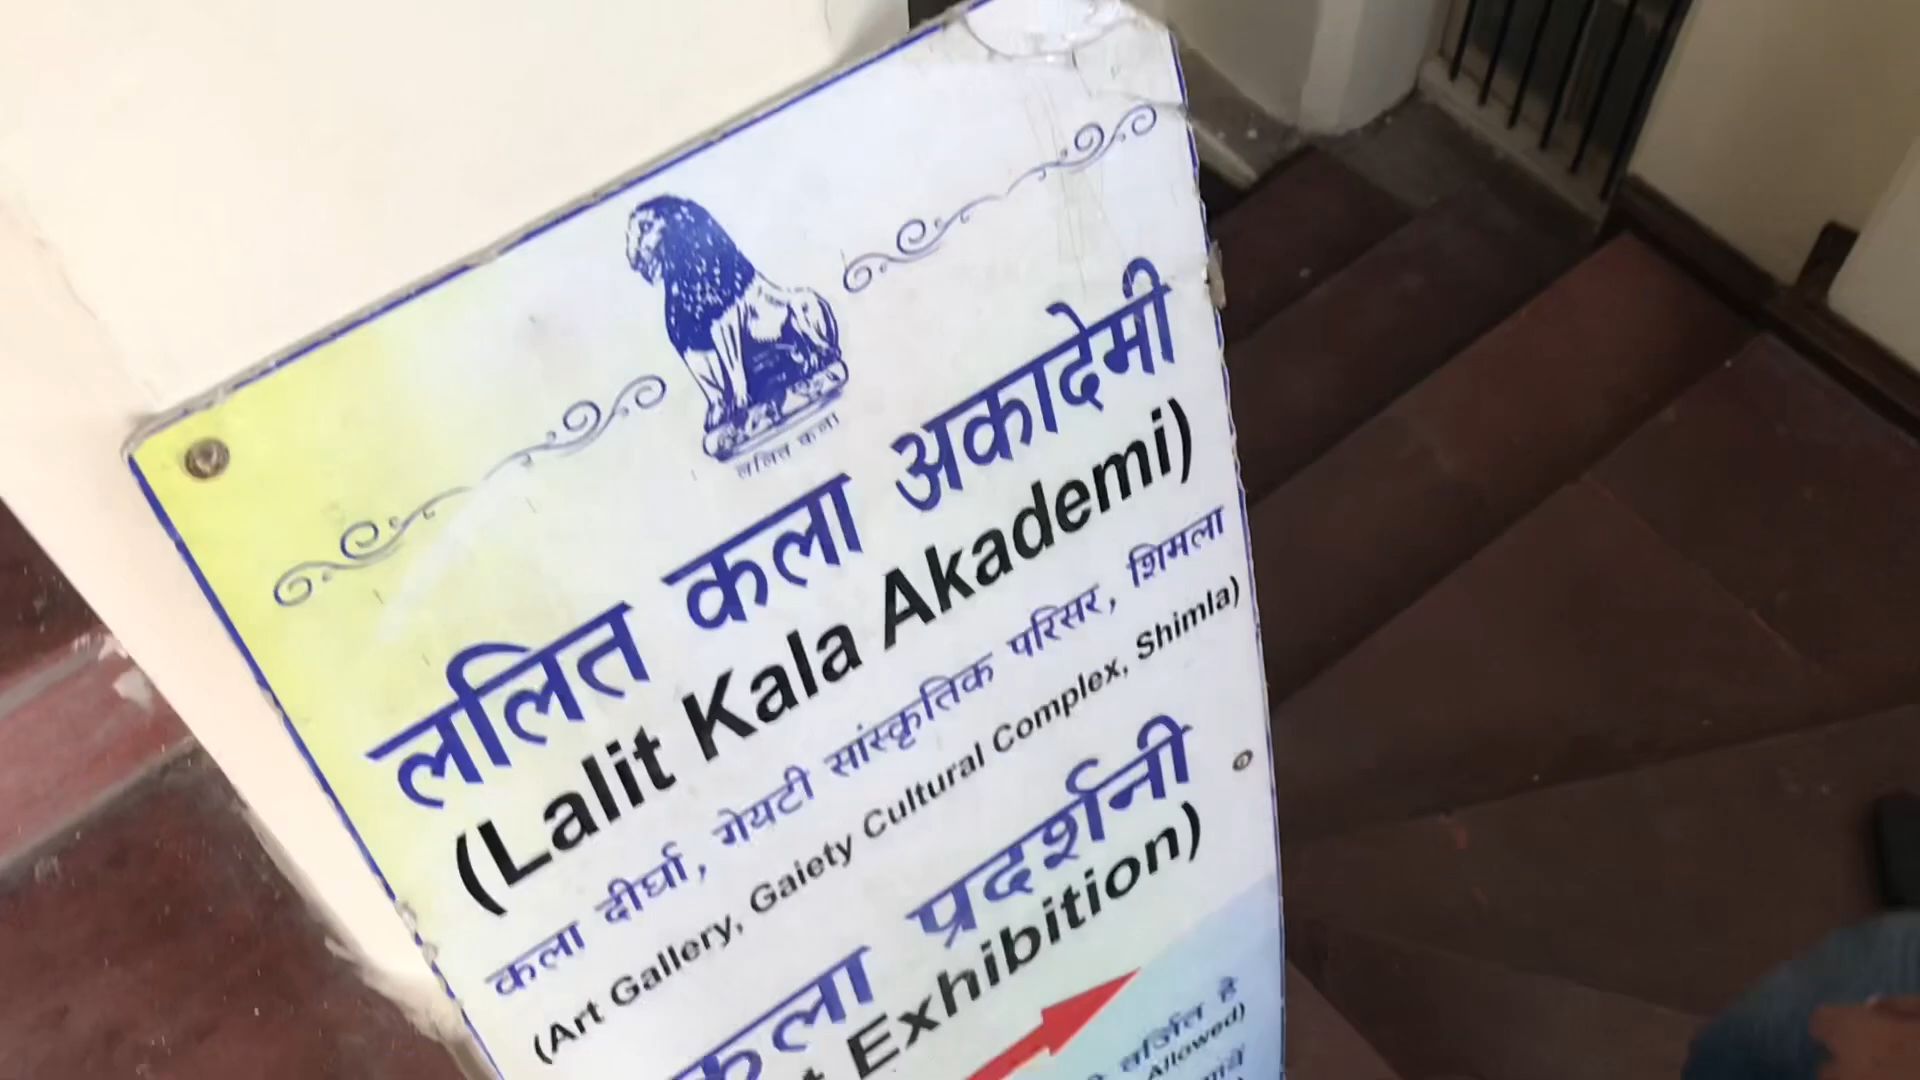 ललित कला
ललित कला अकादेमी
(Lalit Kala Akademi)
कला दीर्घा, गेयटी सांस्कृतिक परिसर, शिमला
(Art Gallery, Gaiety Cultural Complex, Shimla)
कला प्रदर्शनी
Exhibition)
वर्जित है
Allowed)